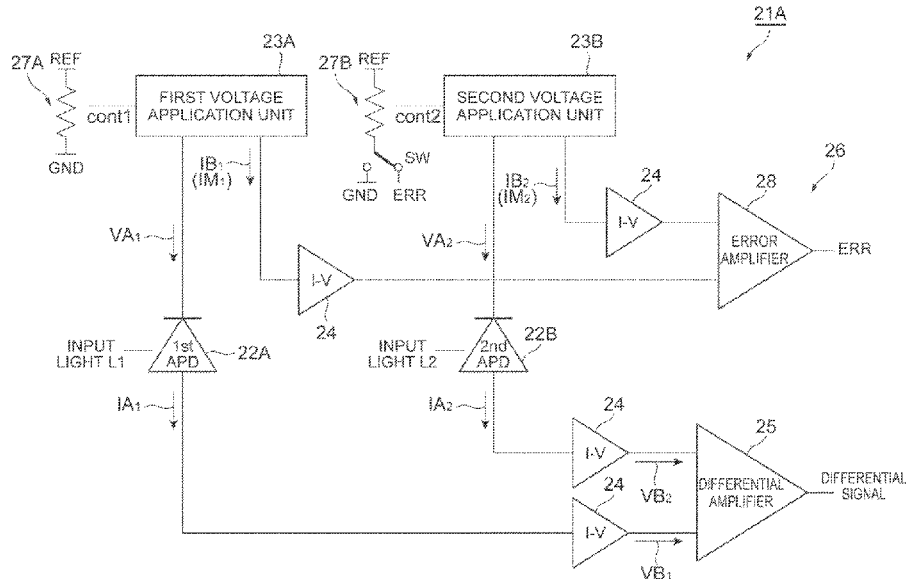 21A
23A
23B
27A
REF
27B
REF
FIRST VOLTAGE
APPLICATION UNIT
SECOND VOLTAGE
APPLICATION UNIT
cont1
cont2
GND
SW
GND
ERR
IB1
(IM1)
IB2
(IM2)
26
24
28
I-V
ERROR
AMPLIFIER
ERR
VA1
VA2
I-V
24
INPUT
LIGHT L1
1st
APD
22A
INPUT
LIGHT L2
2nd
APD
22B
IA1
IA2
24
25
I-V
VB2
DIFFERENTIAL
AMPLIFIER
DIFFERENTIAL
SIGNAL
24
I-V
VB1